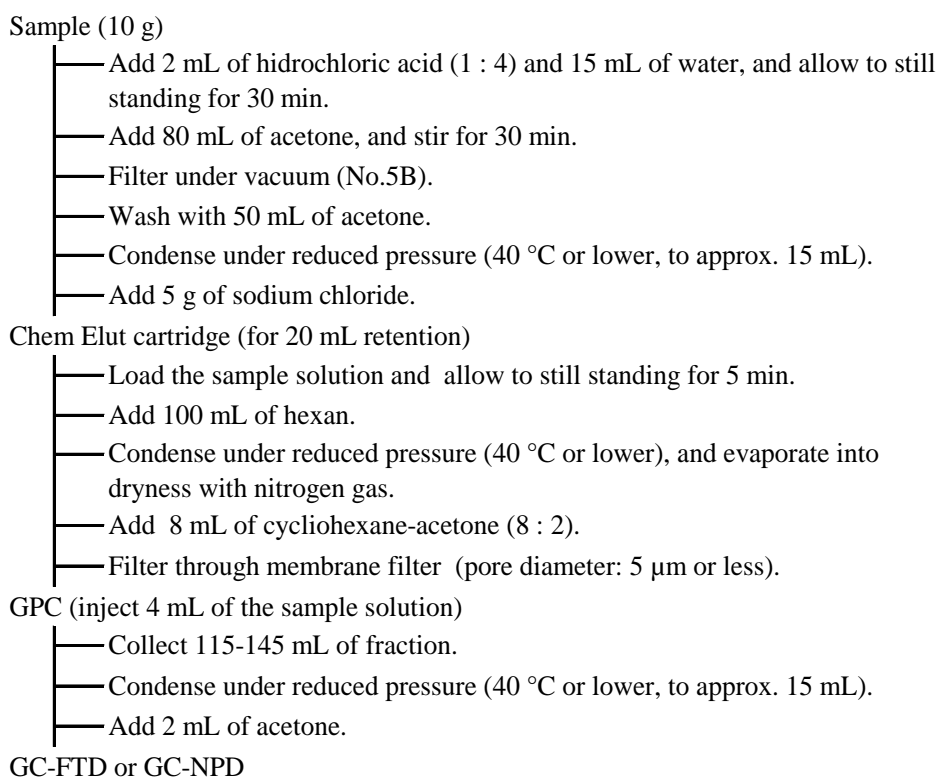 Sample (10 g)
Add 2 mL of hidrochloric acid (1 : 4) and 15 mL of water, and allow to still
standing for 30 min.
Add 80 mL of acetone, and stir for 30 min.
Filter under vacuum (No.5B).
Wash with 50 mL of acetone.
Condense under reduced pressure (40 °C or lower, to approx. 15 mL).
Add 5 g of sodium chloride.
Chem Elut cartridge (for 20 mL retention)
Load the sample solution and  allow to still standing for 5 min.
Add 100 mL of hexan.
Condense under reduced pressure (40 °C or lower), and evaporate into
dryness with nitrogen gas.
Add  8 mL of cycliohexane-acetone (8 : 2).
Filter through membrane filter  (pore diameter: 5 μm or less).
GPC (inject 4 mL of the sample solution)
Collect 115-145 mL of fraction.
Condense under reduced pressure (40 °C or lower, to approx. 15 mL).
Add 2 mL of acetone.
GC-FTD or GC-NPD